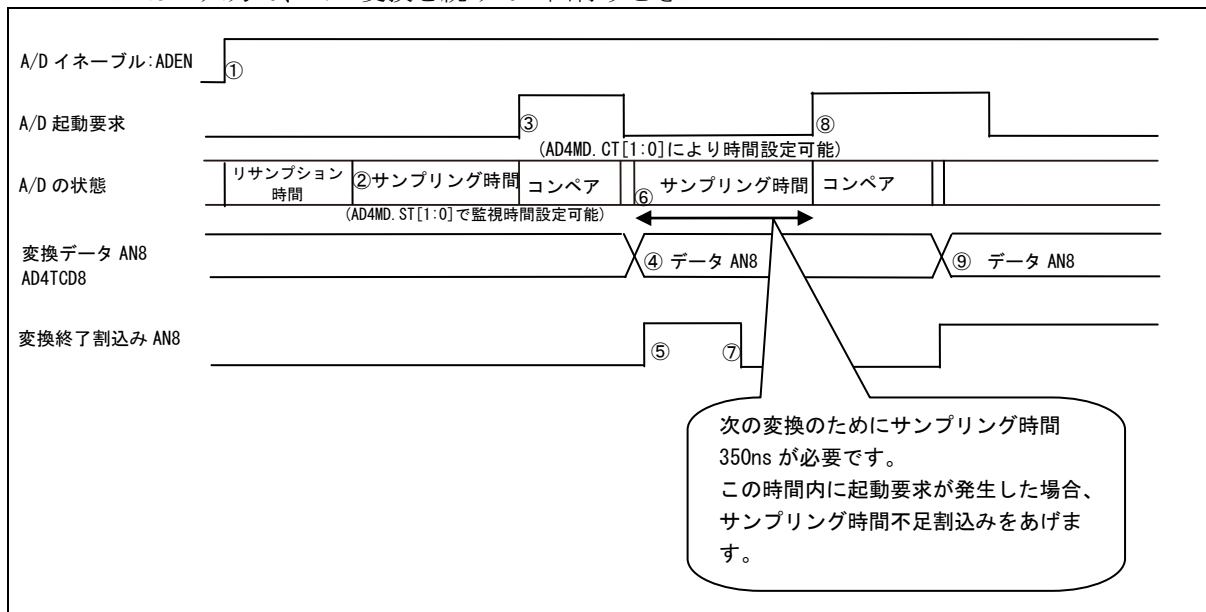 A/D イネーブル:ADEN
①
A/D 起動要求
③
⑧
(AD4MD.CT[1:0]により時間設定可能)
A/D の状態
リサンプション
時間
②サンプリング時間
コンペア
⑥
サンプリング時間
コンペア
(AD4MD.ST[1:0]で監視時間設定可能)
変換データ AN8
AD4TCD8
④ データ AN8
⑨ データ AN8
変換終了割込み AN8
⑤
⑦
次の変換のためにサンプリング時間
350ns が必要です。
この時間内に起動要求が発生した場合、
サンプリング時間不足割込みをあげま
す。